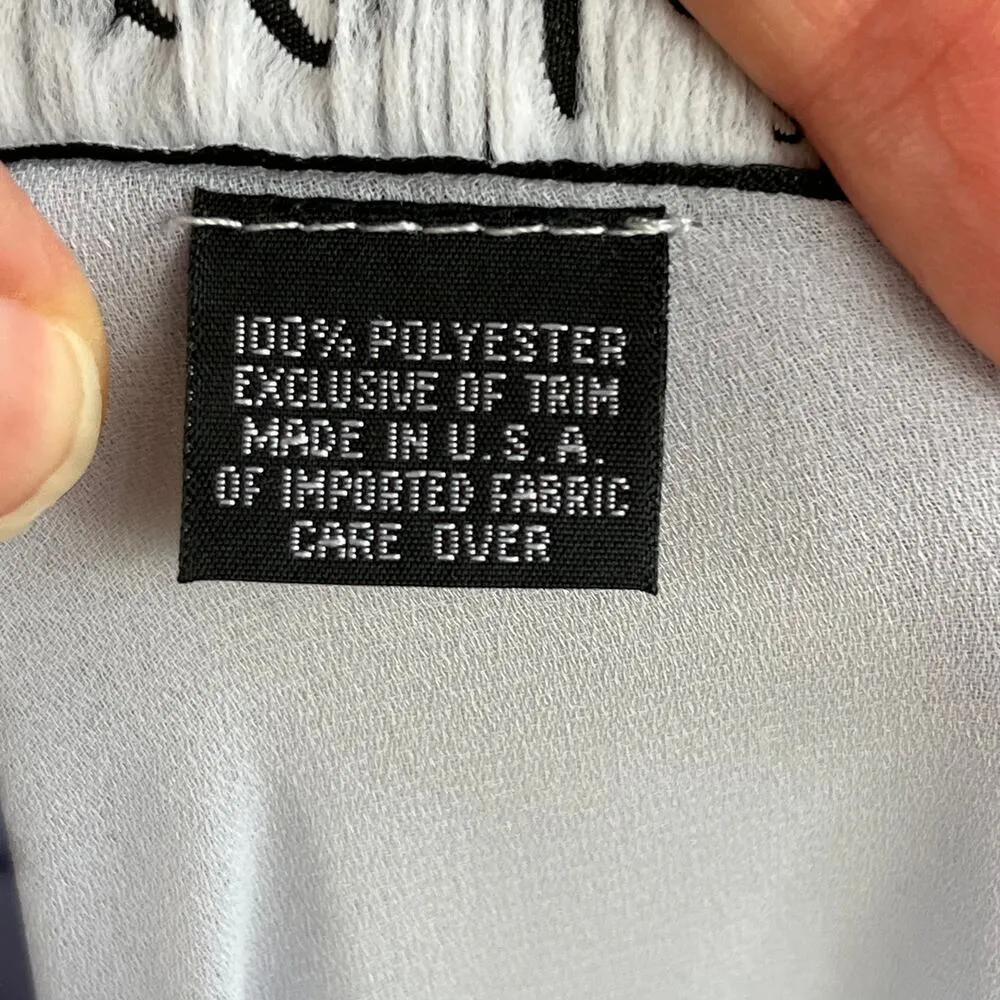 100% POLYESTER
EXCLUSIVE OF TRIM
MADE IN U.S.A.
OF IMPORTED FABRIC
CARE OVER